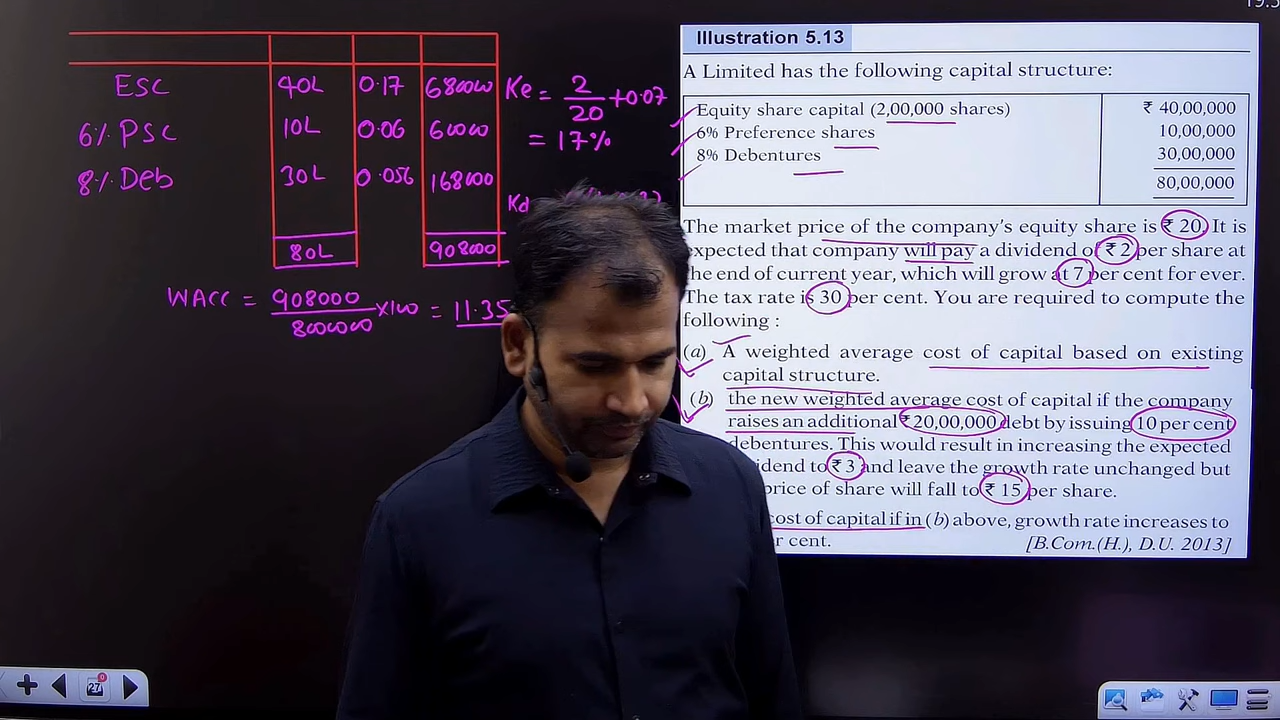 ESC 40L 0.17 680000
6% PSC 10L 0.06 60000
8% Deb 30L 0.056 168000
80L 908000
Ke = 2/20 + 0.07
= 17%
Kd
WACC = 908000/8000000 × 100 = 11.35
Illustration 5.13
A Limited has the following capital structure:
Equity share capital (2,00,000 shares) ₹ 40,00,000
6% Preference shares 10,00,000
8% Debentures 30,00,000
80,00,000
The market price of the company's equity share is ₹ 20. It is
expected that company will pay a dividend of ₹ 2 per share at
the end of current year, which will grow at 7 per cent for ever.
The tax rate is 30 per cent. You are required to compute the
following :
(a) A weighted average cost of capital based on existing
capital structure.
(b) the new weighted average cost of capital if the company
raises an additional ₹ 20,00,000 debt by issuing 10 per cent
debentures. This would result in increasing the expected
to ₹ 3 and leave the growth rate unchanged but
price of share will fall to ₹ 15 per share.
cost of capital if in (b) above, growth rate increases to
cent.
[B.Com.(H.), D.U. 2013]
27
0